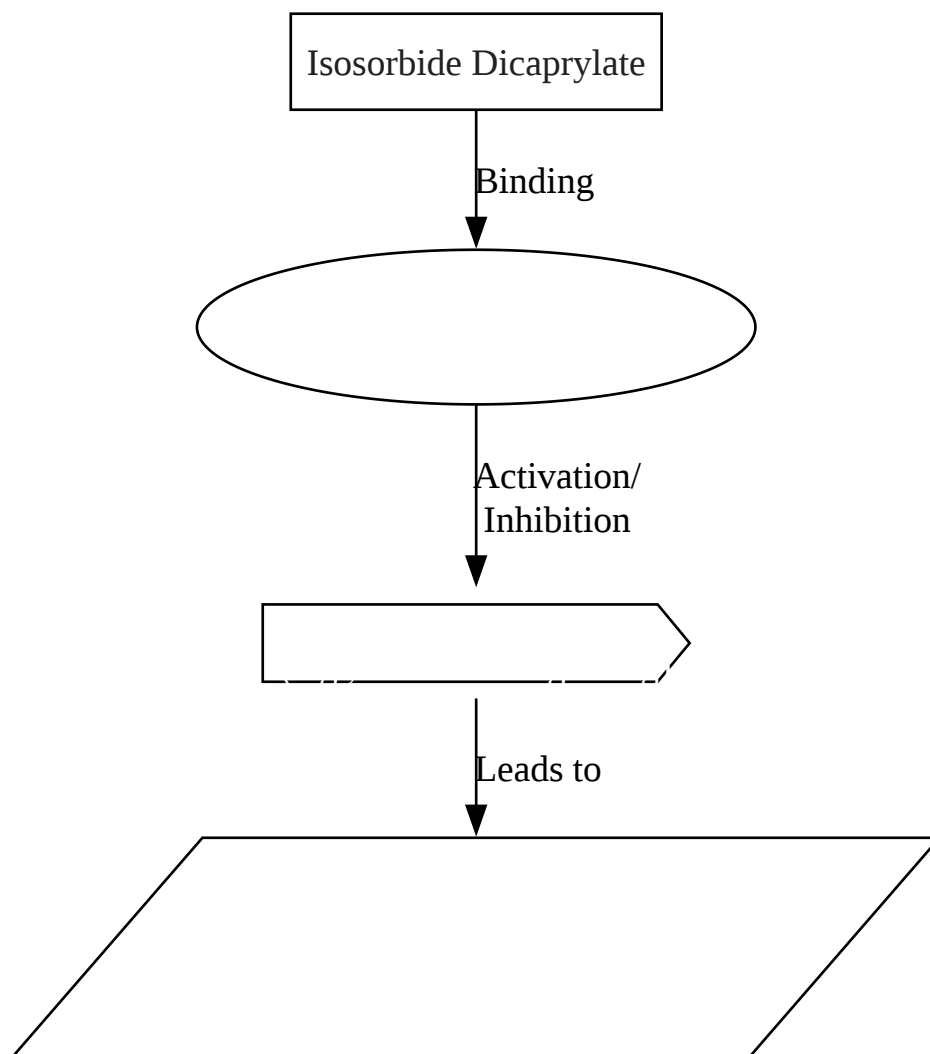 Isosorbide Dicaprylate
Binding
Activation/
Inhibition
Leads to